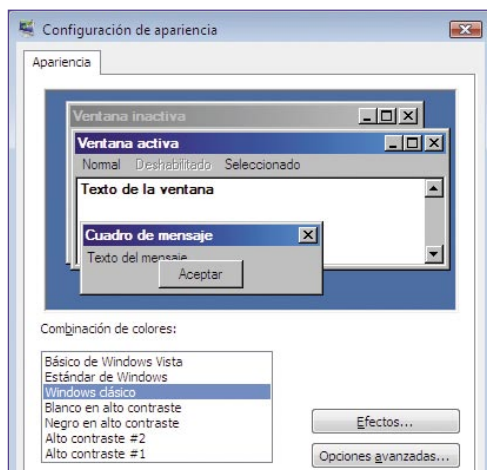 Configuración de apariencia
Apariencia
Ventana inactiva
Ventana activa
Normal Deshabilitado Seleccionado
Texto de la ventana
Cuadro de mensaje
Texto del mensaje
Aceptar
Combinación de colores:
Básico de Windows Vista
Estándar de Windows
Windows clásico
Blanco en alto contraste
Negro en alto contraste
Alto contraste #2
Alto contraste #1
Efectos...
Opciones avanzadas...